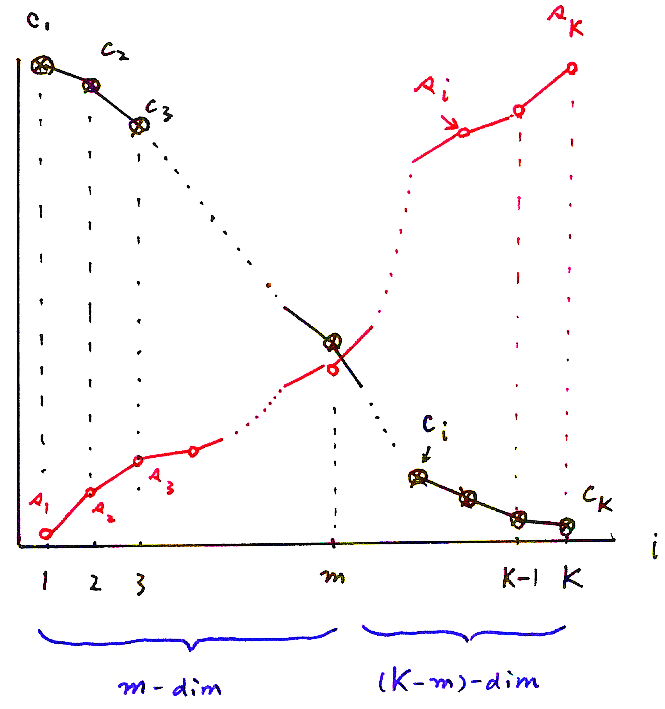 C1
C2
C3
AK
Ai
Ci
CK
A1
A2
A3
1 2 3 m K-1 K i
m-dim (K-m)-dim